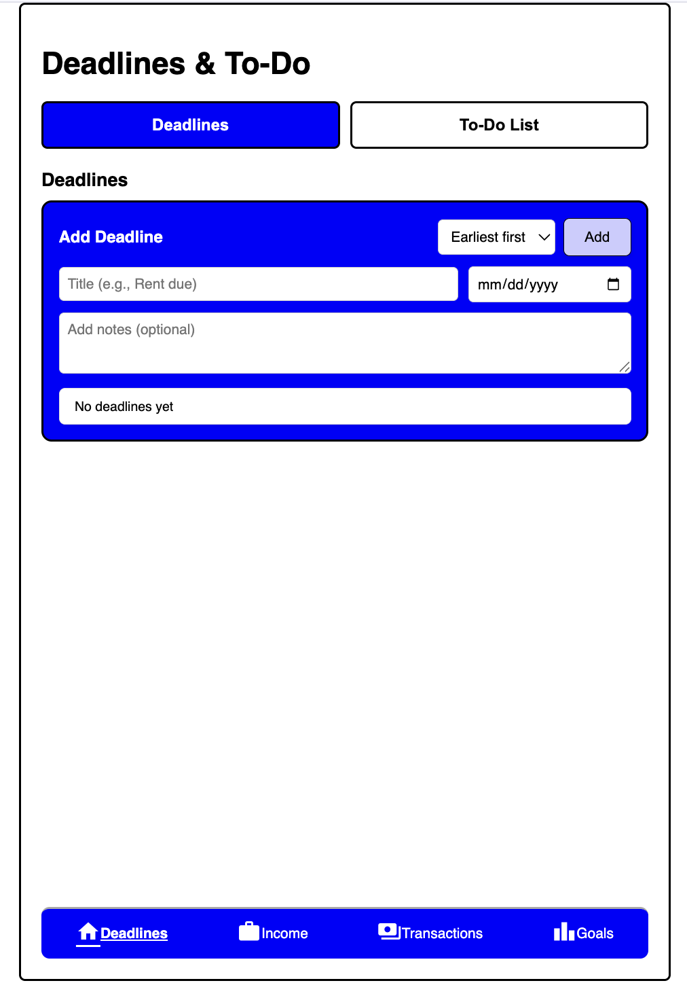 Deadlines & To-Do
Deadlines
To-Do List
Deadlines
Add Deadline
Earliest first
Add
Title (e.g., Rent due)
mm/dd/yyyy
Add notes (optional)
No deadlines yet
Deadlines
Income
Transactions
Goals